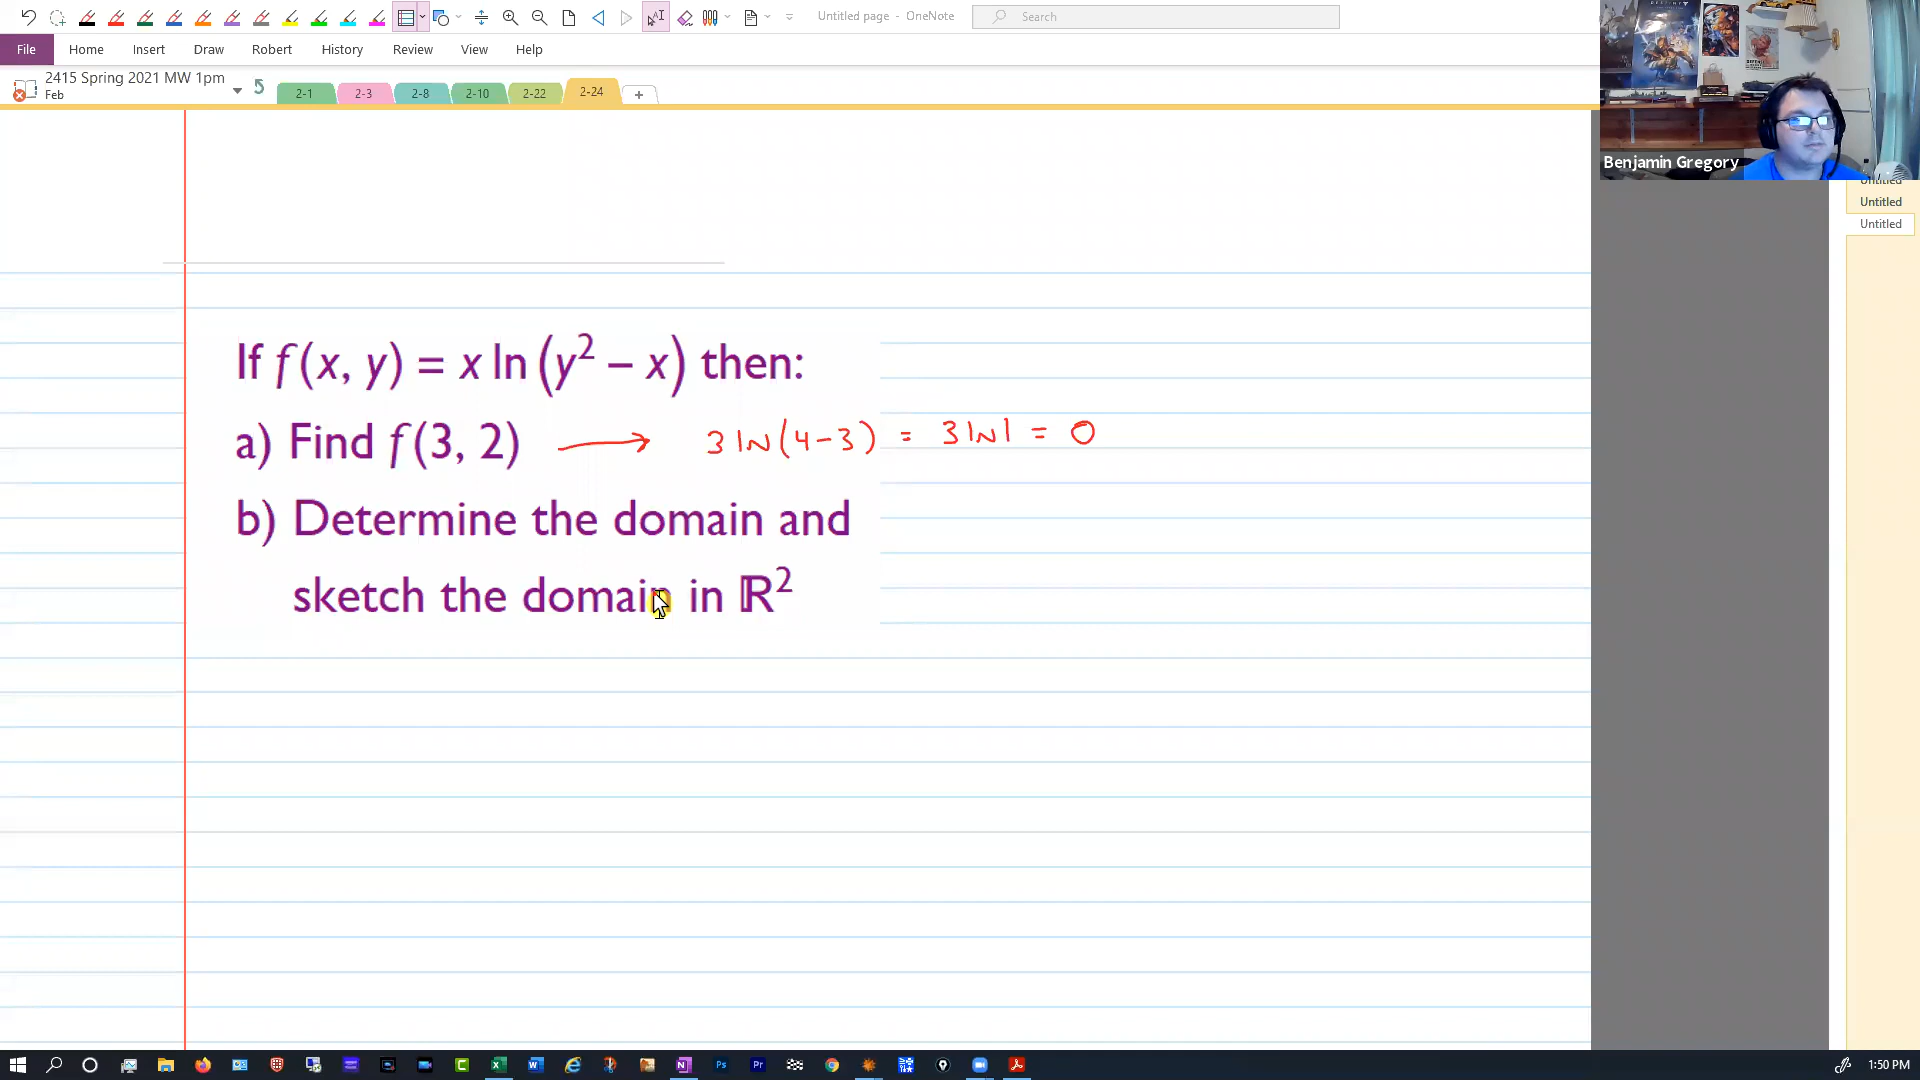 Untitled page - OneNote
Search
File Home Insert Draw Robert History Review View Help
2415 Spring 2021 MW 1pm
Feb
2-1 2-3 2-8 2-10 2-22 2-24 +
Benjamin Gregory
Untitled
Untitled
Untitled
If f(x, y) = x ln (y² – x) then:
a) Find f(3, 2) → 3 ln(4-3) = 3 ln 1 = 0
b) Determine the domain and
sketch the domain in ℝ²
1:50 PM